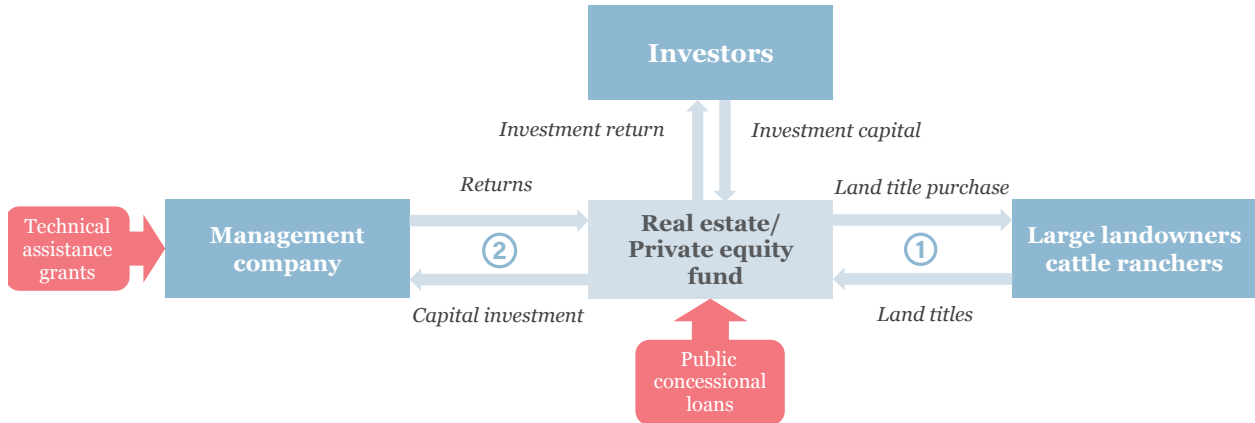 Investors
Investment return
Investment capital
Returns
Land title purchase
Technical
assistance
grants
Management
company
2
Real estate/
Private equity
fund
1
Large landowners
cattle ranchers
Capital investment
Land titles
Public
concessional
loans